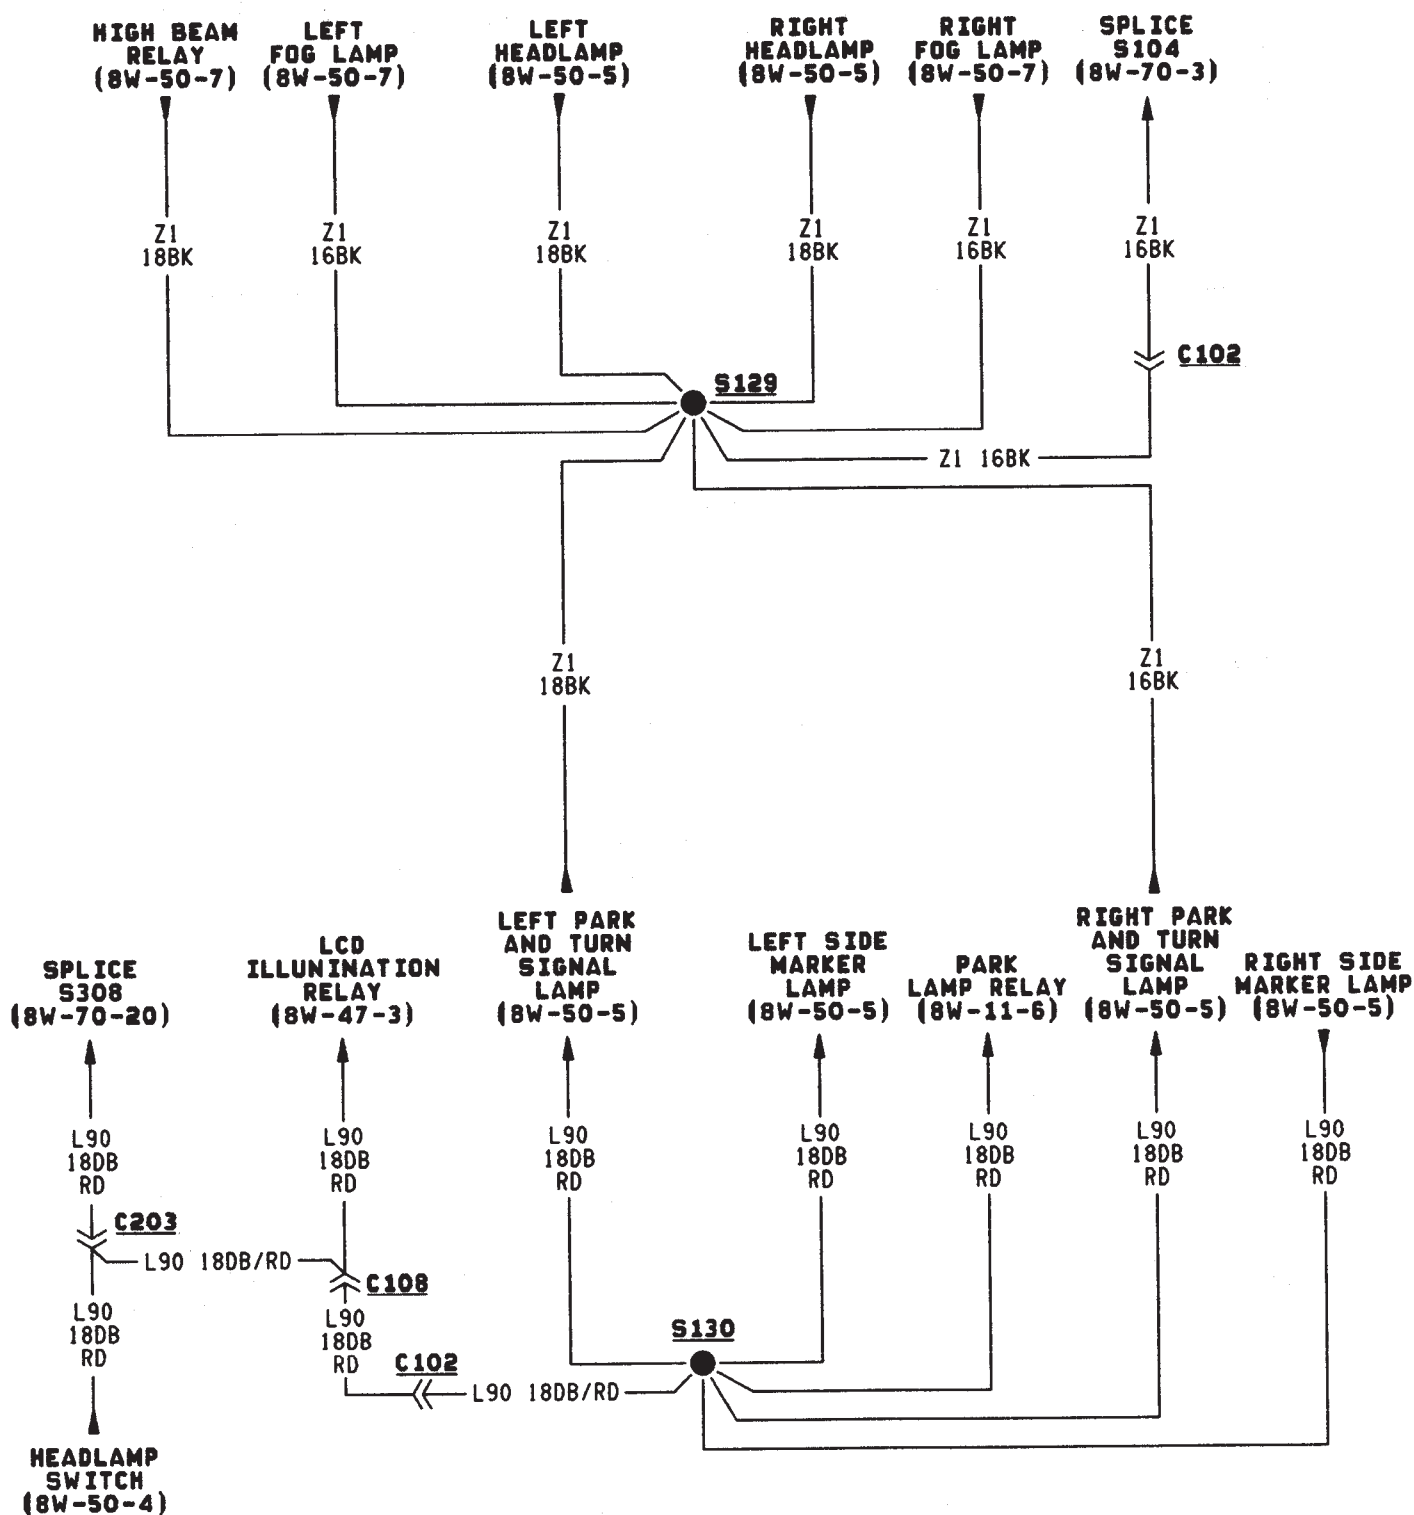 HIGH BEAM
RELAY
(8W-50-7)
LEFT
FOG LAMP
(8W-50-7)
LEFT
HEADLAMP
(8W-50-5)
RIGHT
HEADLAMP
(8W-50-5)
RIGHT
FOG LAMP
(8W-50-7)
SPLICE
S104
(8W-70-3)
Z1
18BK
Z1
16BK
Z1
18BK
Z1
18BK
Z1
16BK
Z1
16BK
C102
S129
Z1 16BK
Z1
18BK
Z1
16BK
SPLICE
S308
(8W-70-20)
LCD
ILLUNINATION
RELAY
(8W-47-3)
LEFT PARK
AND TURN
SIGNAL
LAMP
(8W-50-5)
LEFT SIDE
MARKER
LAMP
(8W-50-5)
PARK
LAMP RELAY
(8W-11-6)
RIGHT PARK
AND TURN
SIGNAL
LAMP
(8W-50-5)
RIGHT SIDE
MARKER LAMP
(8W-50-5)
L90
18DB
RD
L90
18DB
RD
L90
18DB
RD
L90
18DB
RD
L90
18DB
RD
L90
18DB
RD
L90
18DB
RD
C203
L90 18DB/RD
C108
L90
18DB
RD
L90
18DB
RD
C102
L90 18DB/RD
S130
HEADLAMP
SWITCH
(8W-50-4)